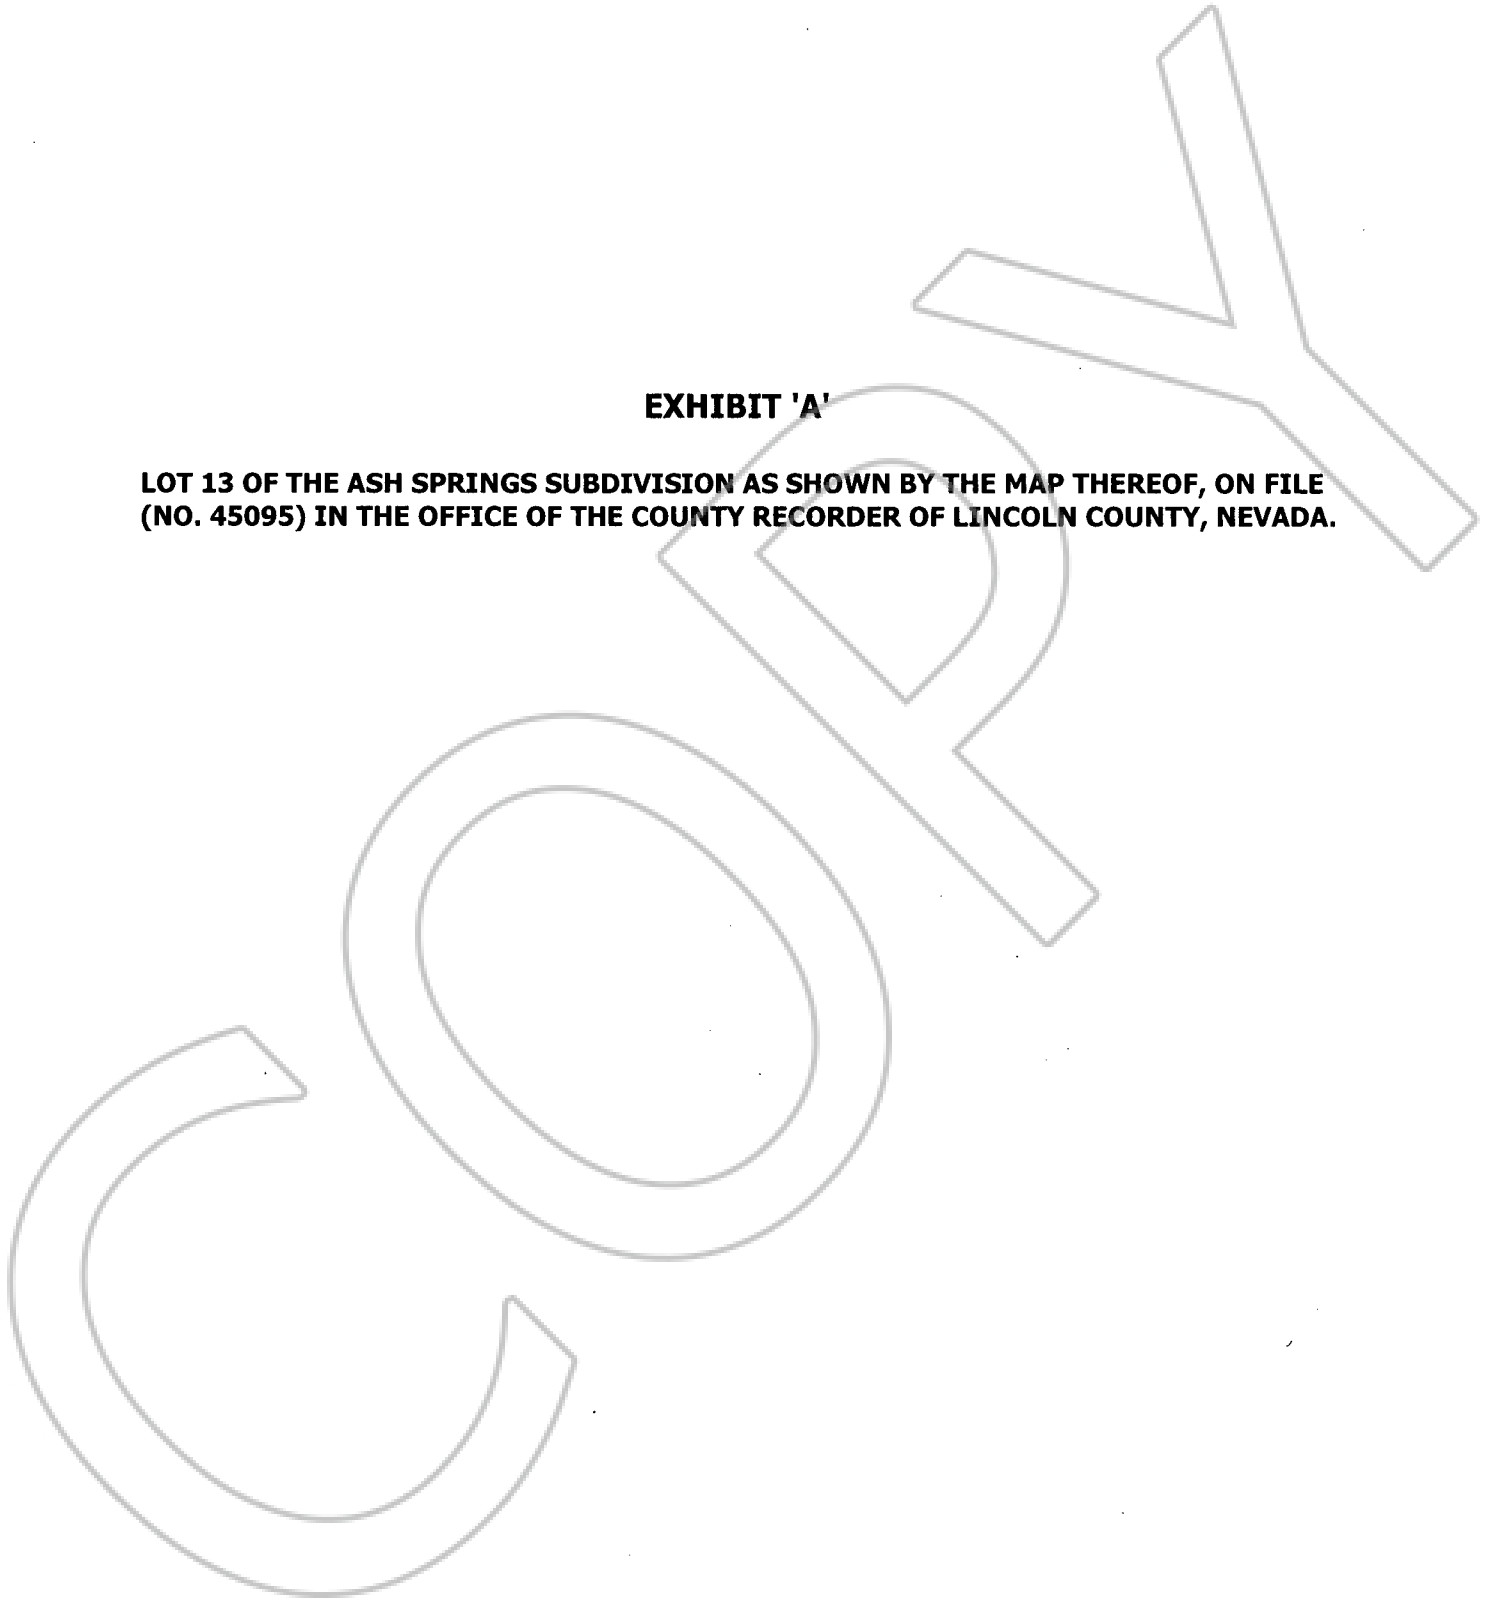 EXHIBIT 'A'
LOT 13 OF THE ASH SPRINGS SUBDIVISION AS SHOWN BY THE MAP THEREOF, ON FILE
(NO. 45095) IN THE OFFICE OF THE COUNTY RECORDER OF LINCOLN COUNTY, NEVADA.
COPY